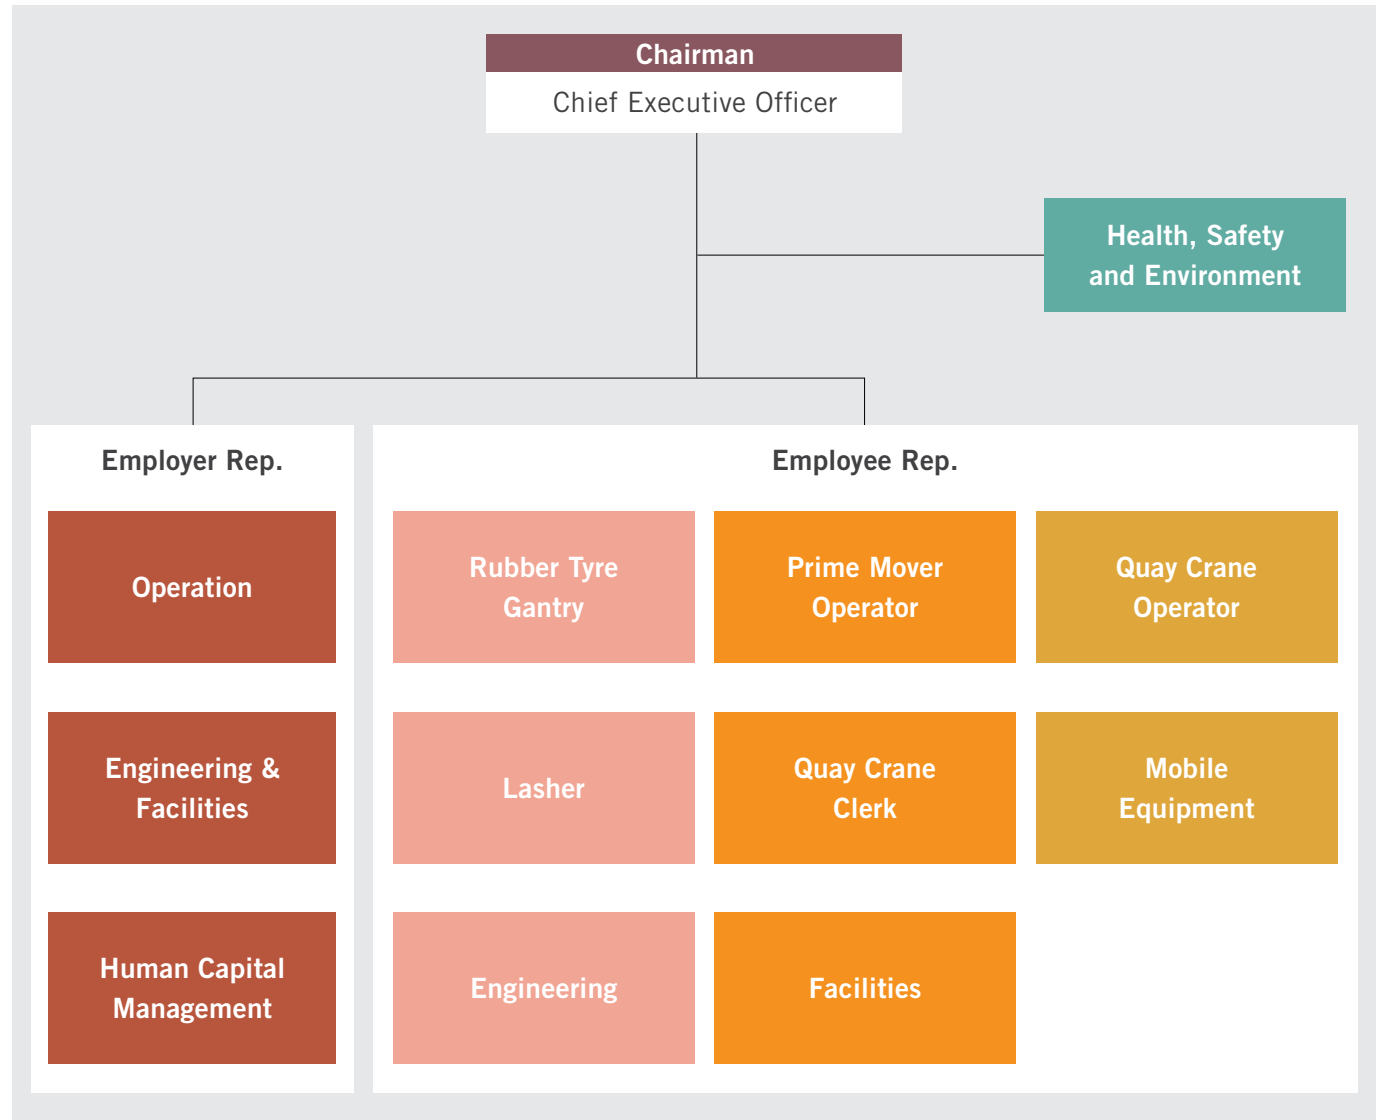 Chairman
Chief Executive Officer
Health, Safety
and Environment
Employer Rep.
Operation
Engineering &
Facilities
Human Capital
Management
Employee Rep.
Rubber Tyre
Gantry
Prime Mover
Operator
Quay Crane
Operator
Lasher
Quay Crane
Clerk
Mobile
Equipment
Engineering
Facilities